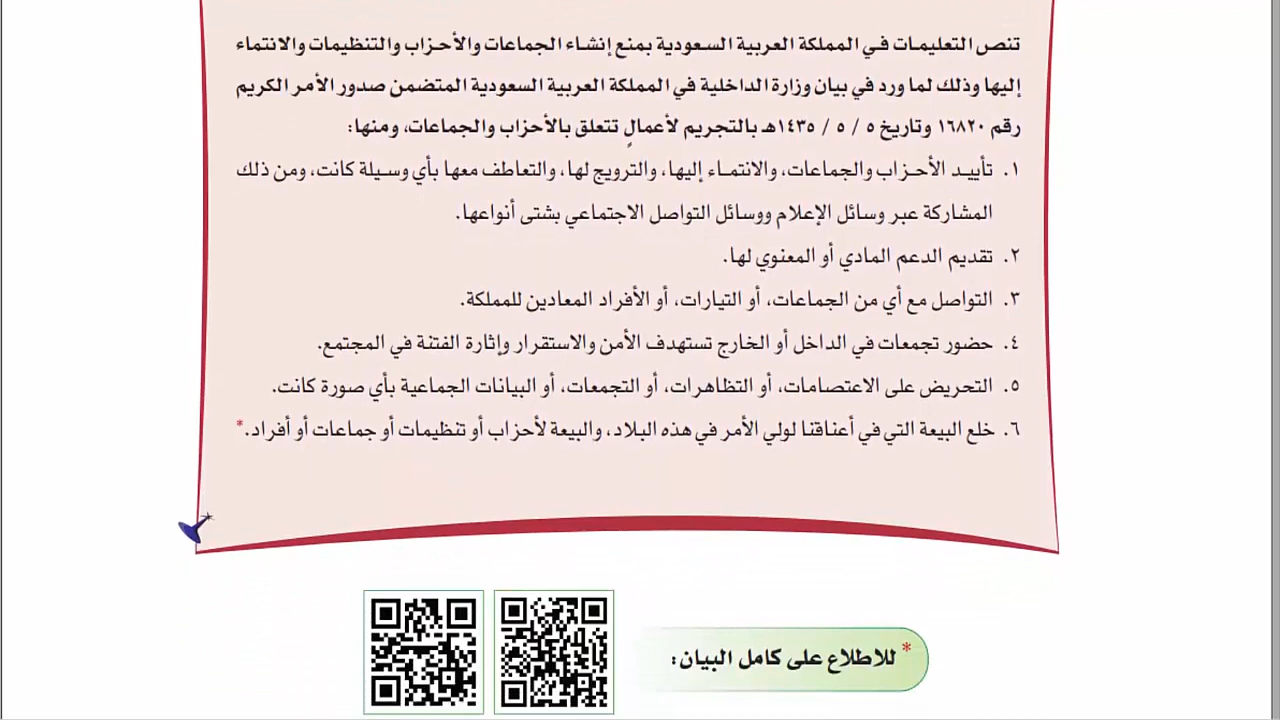 تنص التعليمات في المملكة العربية السعودية بمنع إنشاء الجماعات والأحزاب والتنظيمات والانتماء
إليها وذلك لما ورد في بيان وزارة الداخلية في المملكة العربية السعودية المتضمن صدور الأمر الكريم
رقم ١٦٨٢٠ وتاريخ ٥ / ٥ / ١٤٣٥هـ بالتجريم لأعمالٍ تتعلق بالأحزاب والجماعات، ومنها:
١. تأييد الأحزاب والجماعات، والانتماء إليها، والترويج لها، والتعاطف معها بأي وسيلة كانت، ومن ذلك
المشاركة عبر وسائل الإعلام ووسائل التواصل الاجتماعي بشتى أنواعها.
٢. تقديم الدعم المادي أو المعنوي لها.
٣. التواصل مع أي من الجماعات، أو التيارات، أو الأفراد المعادين للمملكة.
٤. حضور تجمعات في الداخل أو الخارج تستهدف الأمن والاستقرار وإثارة الفتنة في المجتمع.
٥. التحريض على الاعتصامات، أو التظاهرات، أو التجمعات، أو البيانات الجماعية بأي صورة كانت.
٦. خلع البيعة التي في أعناقنا لولي الأمر في هذه البلاد، والبيعة لأحزاب أو تنظيمات أو جماعات أو أفراد.*
* للاطلاع على كامل البيان: